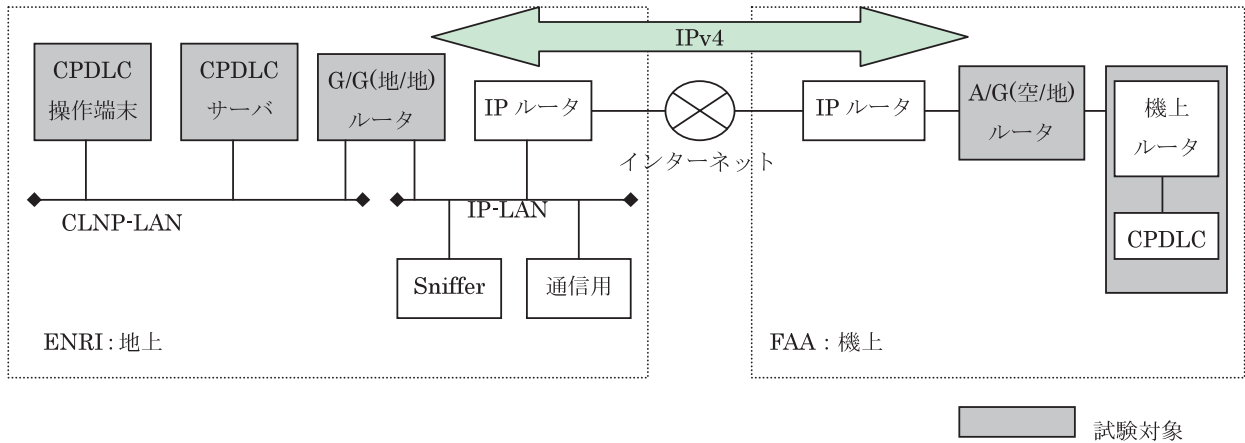 IPv4
CPDLC
操作端末
CPDLC
サーバ
G/G(地/地)
ルータ
IP ルータ
インターネット
IP ルータ
A/G(空/地)
ルータ
機上
ルータ
CPDLC
CLNP-LAN
IP-LAN
Sniffer
通信用
ENRI : 地上
FAA : 機上
試験対象